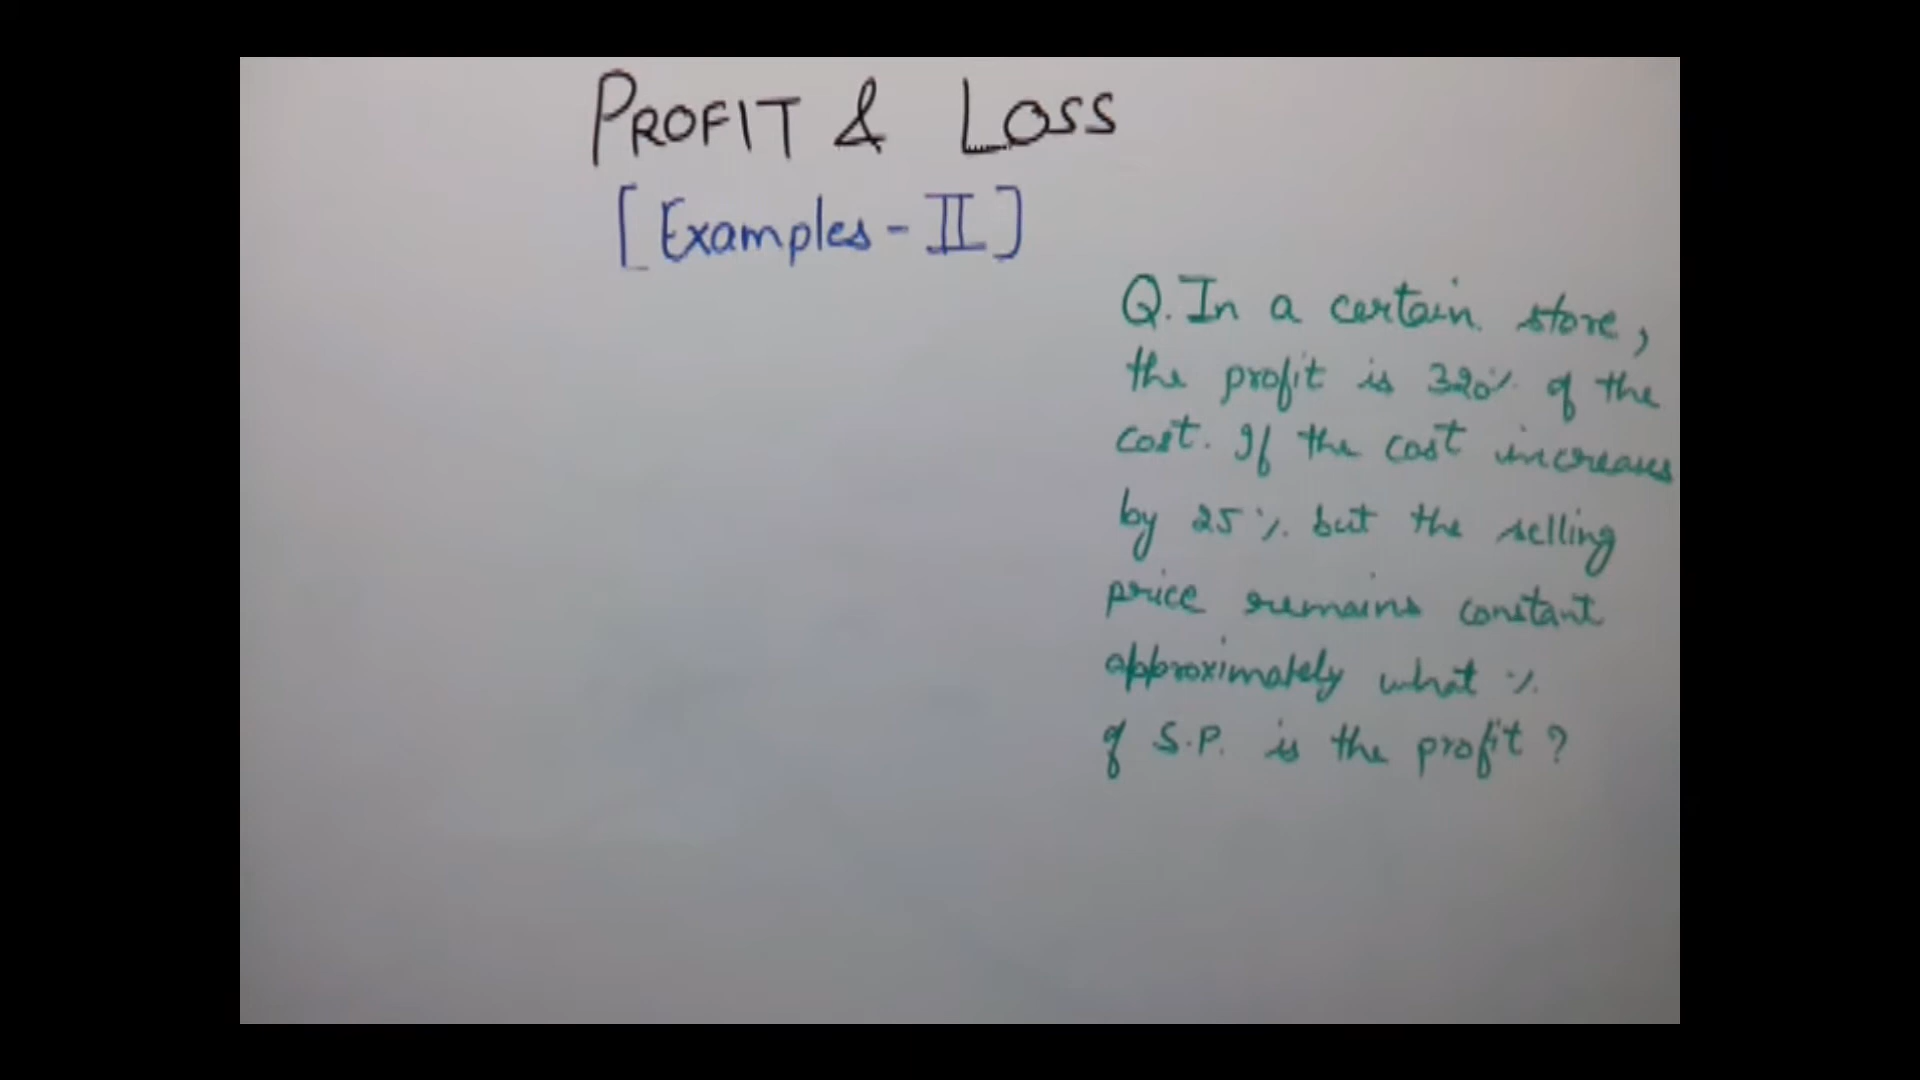 PROFIT & LOSS
[Examples - II]
Q. In a certain store,
the profit is 320% of the
cost. If the cost increases
by 25% but the selling
price remains constant
approximately what %
of S.P. is the profit?